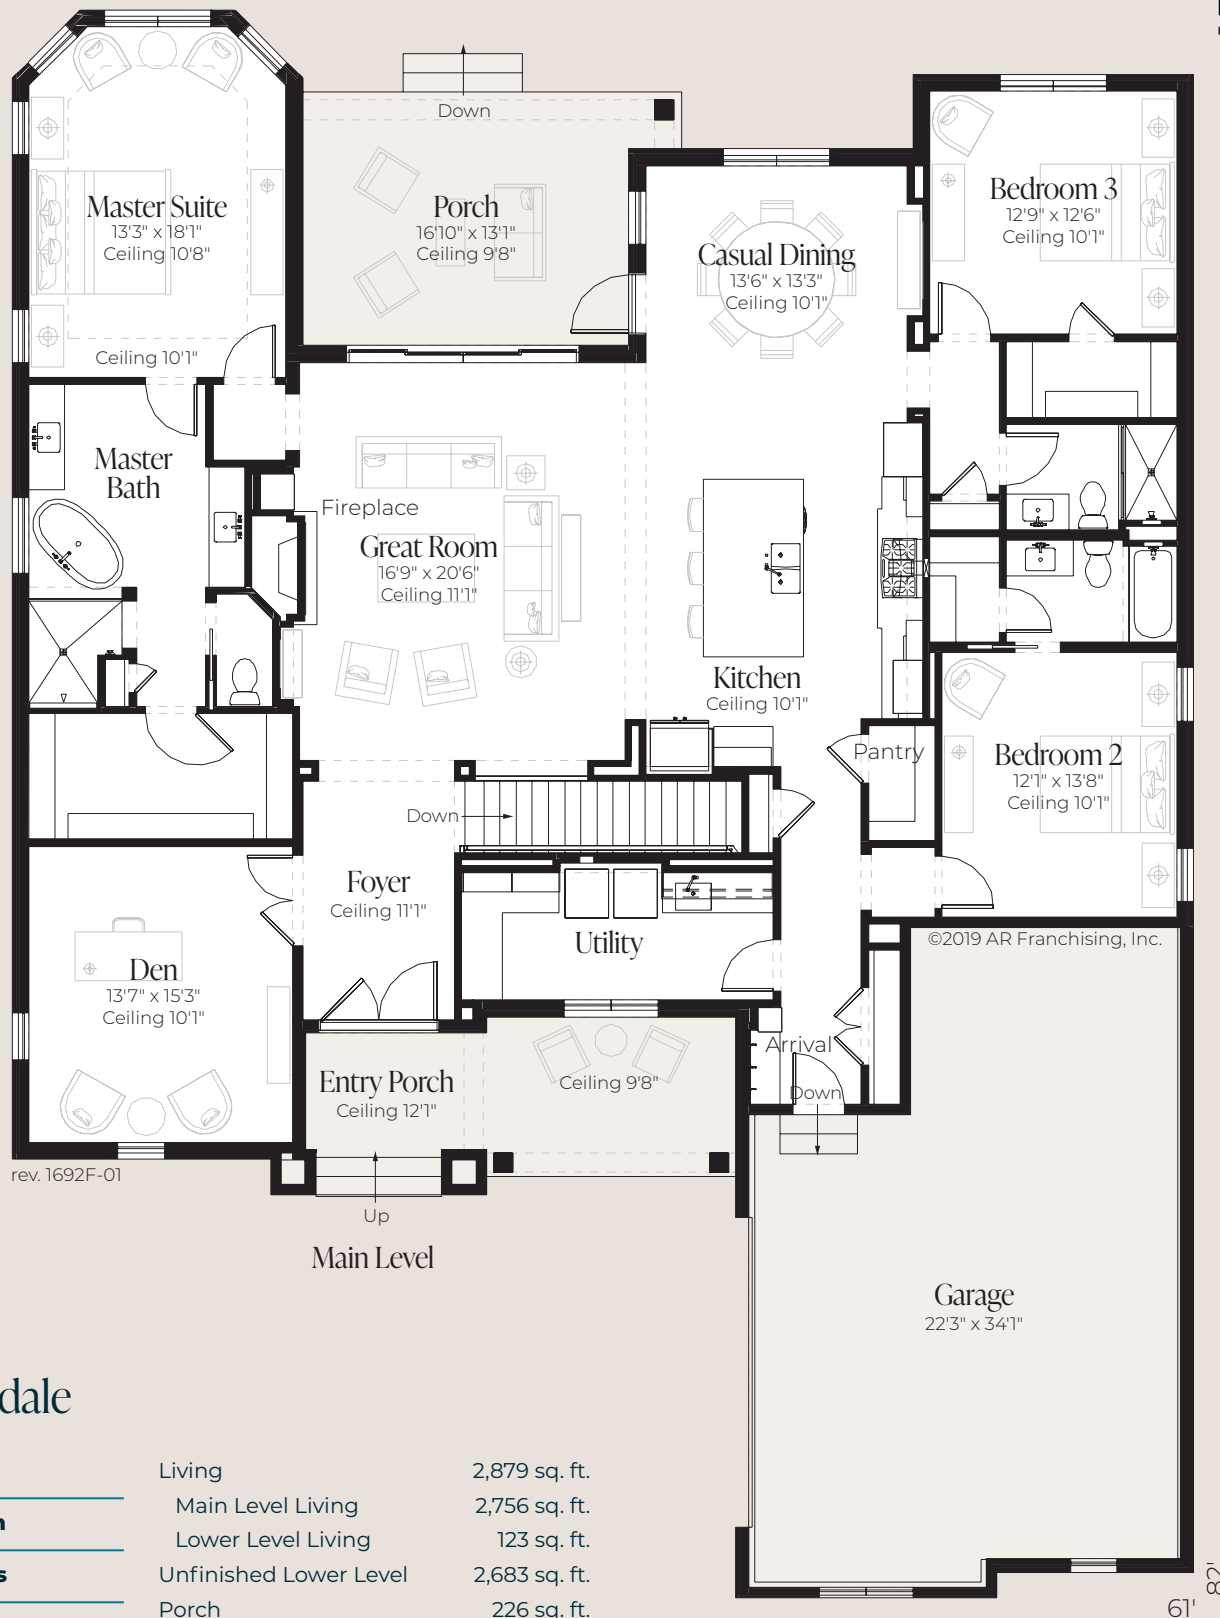 Down
Master Suite
13'3" x 18'1"
Ceiling 10'8"
Ceiling 10'1"
Porch
16'10" x 13'1"
Ceiling 9'8"
Casual Dining
13'6" x 13'3"
Ceiling 10'1"
Bedroom 3
12'9" x 12'6"
Ceiling 10'1"
Master
Bath
Fireplace
Great Room
16'9" x 20'6"
Ceiling 11'1"
Kitchen
Ceiling 10'1"
Pantry
Bedroom 2
12'1" x 13'8"
Ceiling 10'1"
Down
Foyer
Ceiling 11'1"
Utility
©2019 AR Franchising, Inc.
Den
13'7" x 15'3"
Ceiling 10'1"
Arrival
Down
Entry Porch
Ceiling 12'1"
Ceiling 9'8"
rev. 1692F-01
Up
Main Level
Garage
22'3" x 34'1"
dale
Living 2,879 sq. ft.
Main Level Living 2,756 sq. ft.
Lower Level Living 123 sq. ft.
Unfinished Lower Level 2,683 sq. ft.
Porch 226 sq. ft.
82'
61'